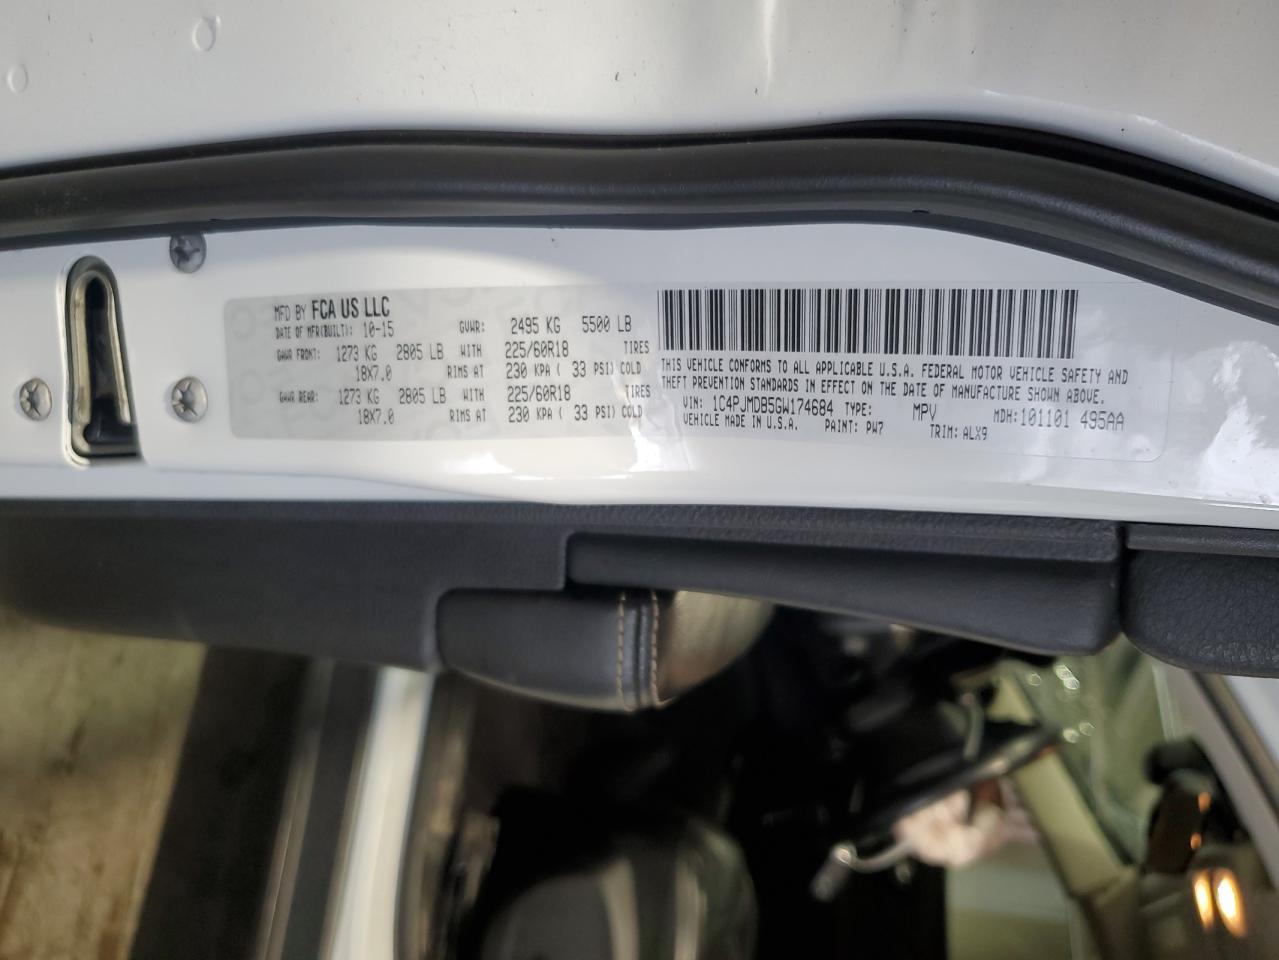 MFD BY FCA US LLC
DATE OF MFR(BUILT): 10-15 GVWR: 2495 KG 5500 LB
GAWR FRONT: 1273 KG 2805 LB WITH 225/60R18 TIRES
18X7.0 RIMS AT 230 KPA ( 33 PSI) COLD
GAWR REAR: 1273 KG 2805 LB WITH 225/60R18 TIRES
18X7.0 RIMS AT 230 KPA ( 33 PSI) COLD
THIS VEHICLE CONFORMS TO ALL APPLICABLE U.S.A. FEDERAL MOTOR VEHICLE SAFETY AND
THEFT PREVENTION STANDARDS IN EFFECT ON THE DATE OF MANUFACTURE SHOWN ABOVE.
VIN: 1C4PJMDB5GW174684 TYPE: MPV MDH:101101 495AA
VEHICLE MADE IN U.S.A. PAINT: PW7 TRIM: ALX9